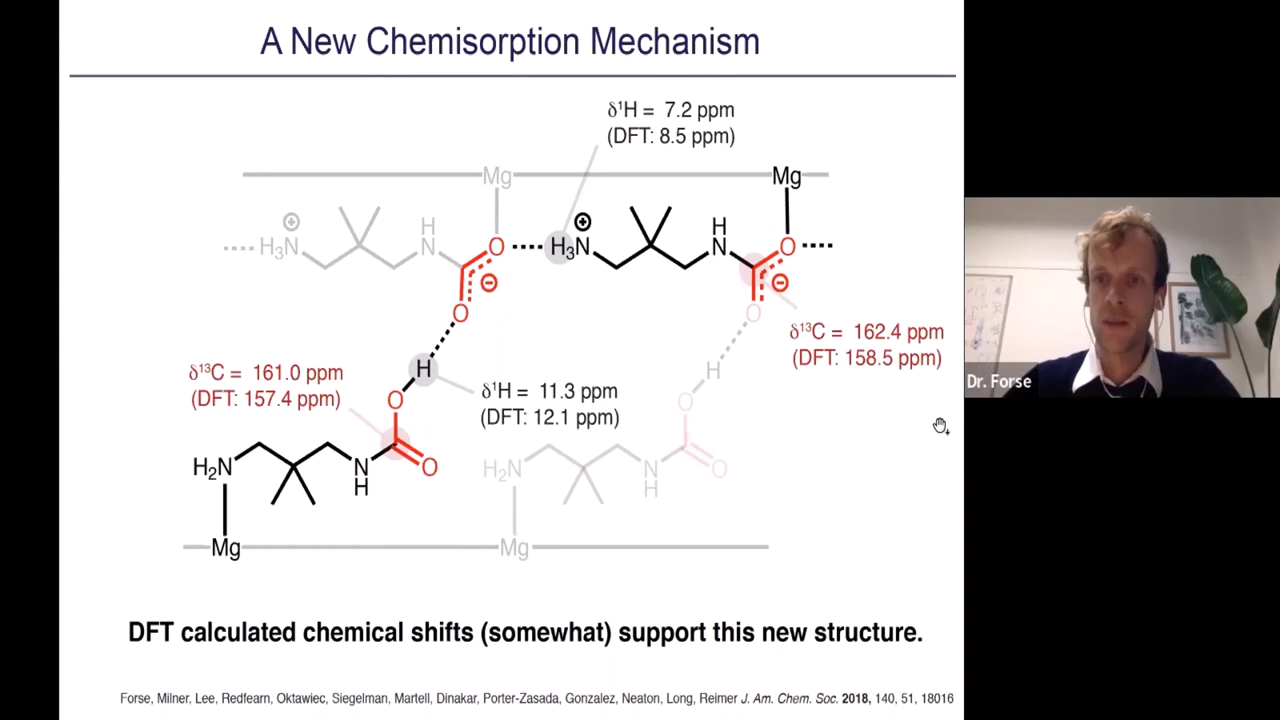 A New Chemisorption Mechanism
δ¹H = 7.2 ppm
(DFT: 8.5 ppm)
Mg
Mg
H₃N
⊕
H
N
O
⊖
O
H₃N
⊕
H
N
O
⊖
O
δ¹³C = 162.4 ppm
(DFT: 158.5 ppm)
Dr. Forse
δ¹³C = 161.0 ppm
(DFT: 157.4 ppm)
H
O
δ¹H = 11.3 ppm
(DFT: 12.1 ppm)
H
O
H₂N
N
H
O
H₂N
N
H
O
Mg
Mg
DFT calculated chemical shifts (somewhat) support this new structure.
Forse, Milner, Lee, Redfearn, Oktawiec, Siegelman, Martell, Dinakar, Porter-Zasada, Gonzalez, Neaton, Long, Reimer J. Am. Chem. Soc. 2018, 140, 51, 18016